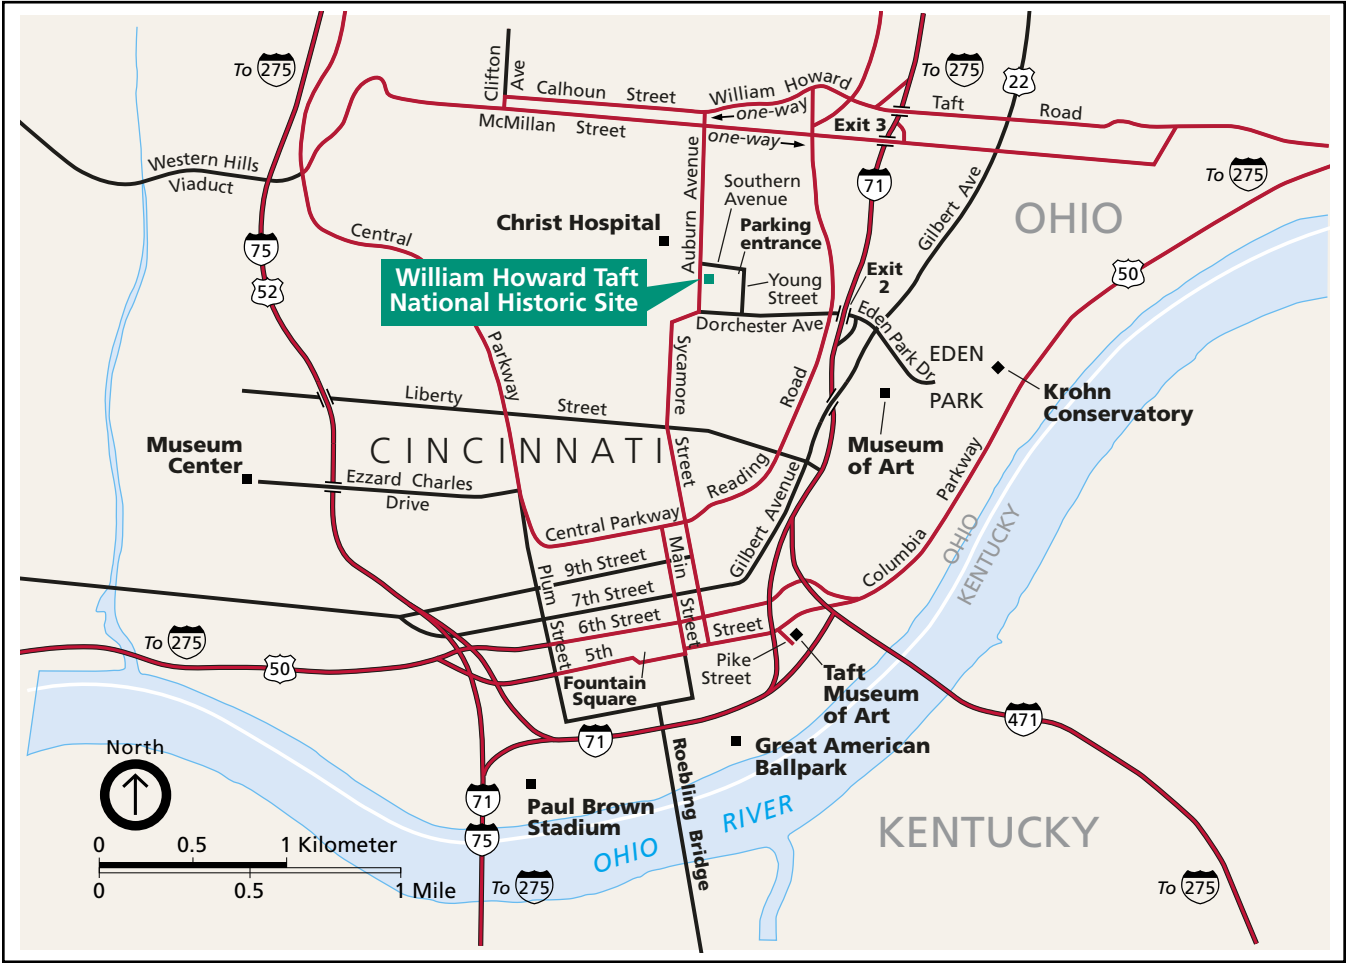 To 275
Clifton
Ave
Calhoun Street
William Howard
To 275
22
Taft Road
one-way
McMillan Street
Exit 3
one-way
Western Hills
Viaduct
To 275
71
Auburn Avenue
Southern
Avenue
Gilbert Ave
OHIO
Christ Hospital
Parking
entrance
Central
75
52
William Howard Taft
National Historic Site
Young
Street
Exit
2
50
Dorchester Ave
Eden Park Dr
EDEN
PARK
Parkway
Sycamore
Street
Road
Krohn
Conservatory
Liberty Street
CINCINNATI
Museum
Center
Museum
of Art
Ezzard Charles
Drive
Reading
Gilbert Avenue
Parkway
Columbia
OHIO
KENTUCKY
Central Parkway
9th Street
Main
Street
7th Street
Plum
Street
6th Street
5th
Street
To 275
50
Pike
Street
Fountain
Square
Taft
Museum
of Art
71
471
North
Great American
Ballpark
Roebling Bridge
71
75
Paul Brown
Stadium
OHIO RIVER
KENTUCKY
0 0.5 1 Kilometer
0 0.5 1 Mile
To 275
To 275